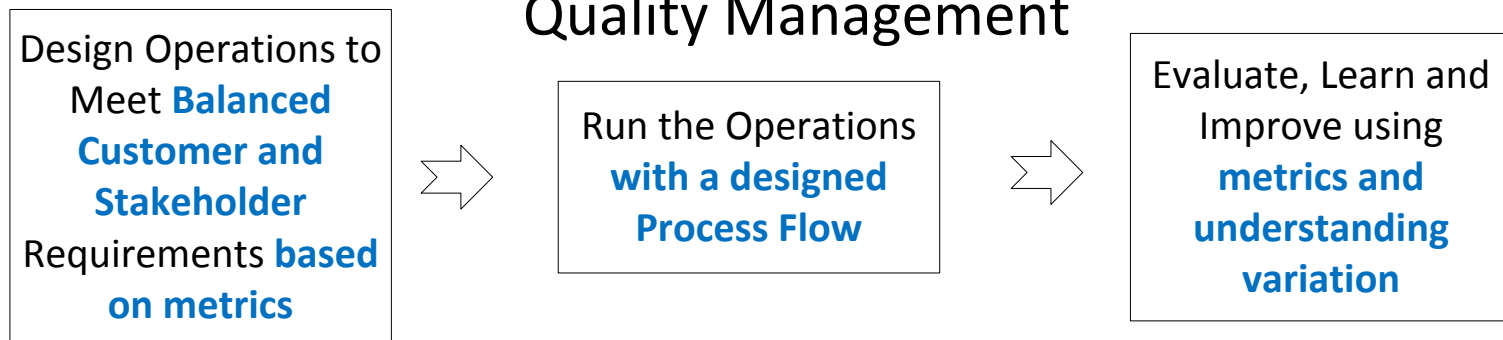 Quality Management
Design Operations to
Meet Balanced
Customer and
Stakeholder
Requirements based
on metrics
Run the Operations
with a designed
Process Flow
Evaluate, Learn and
Improve using
metrics and
understanding
variation